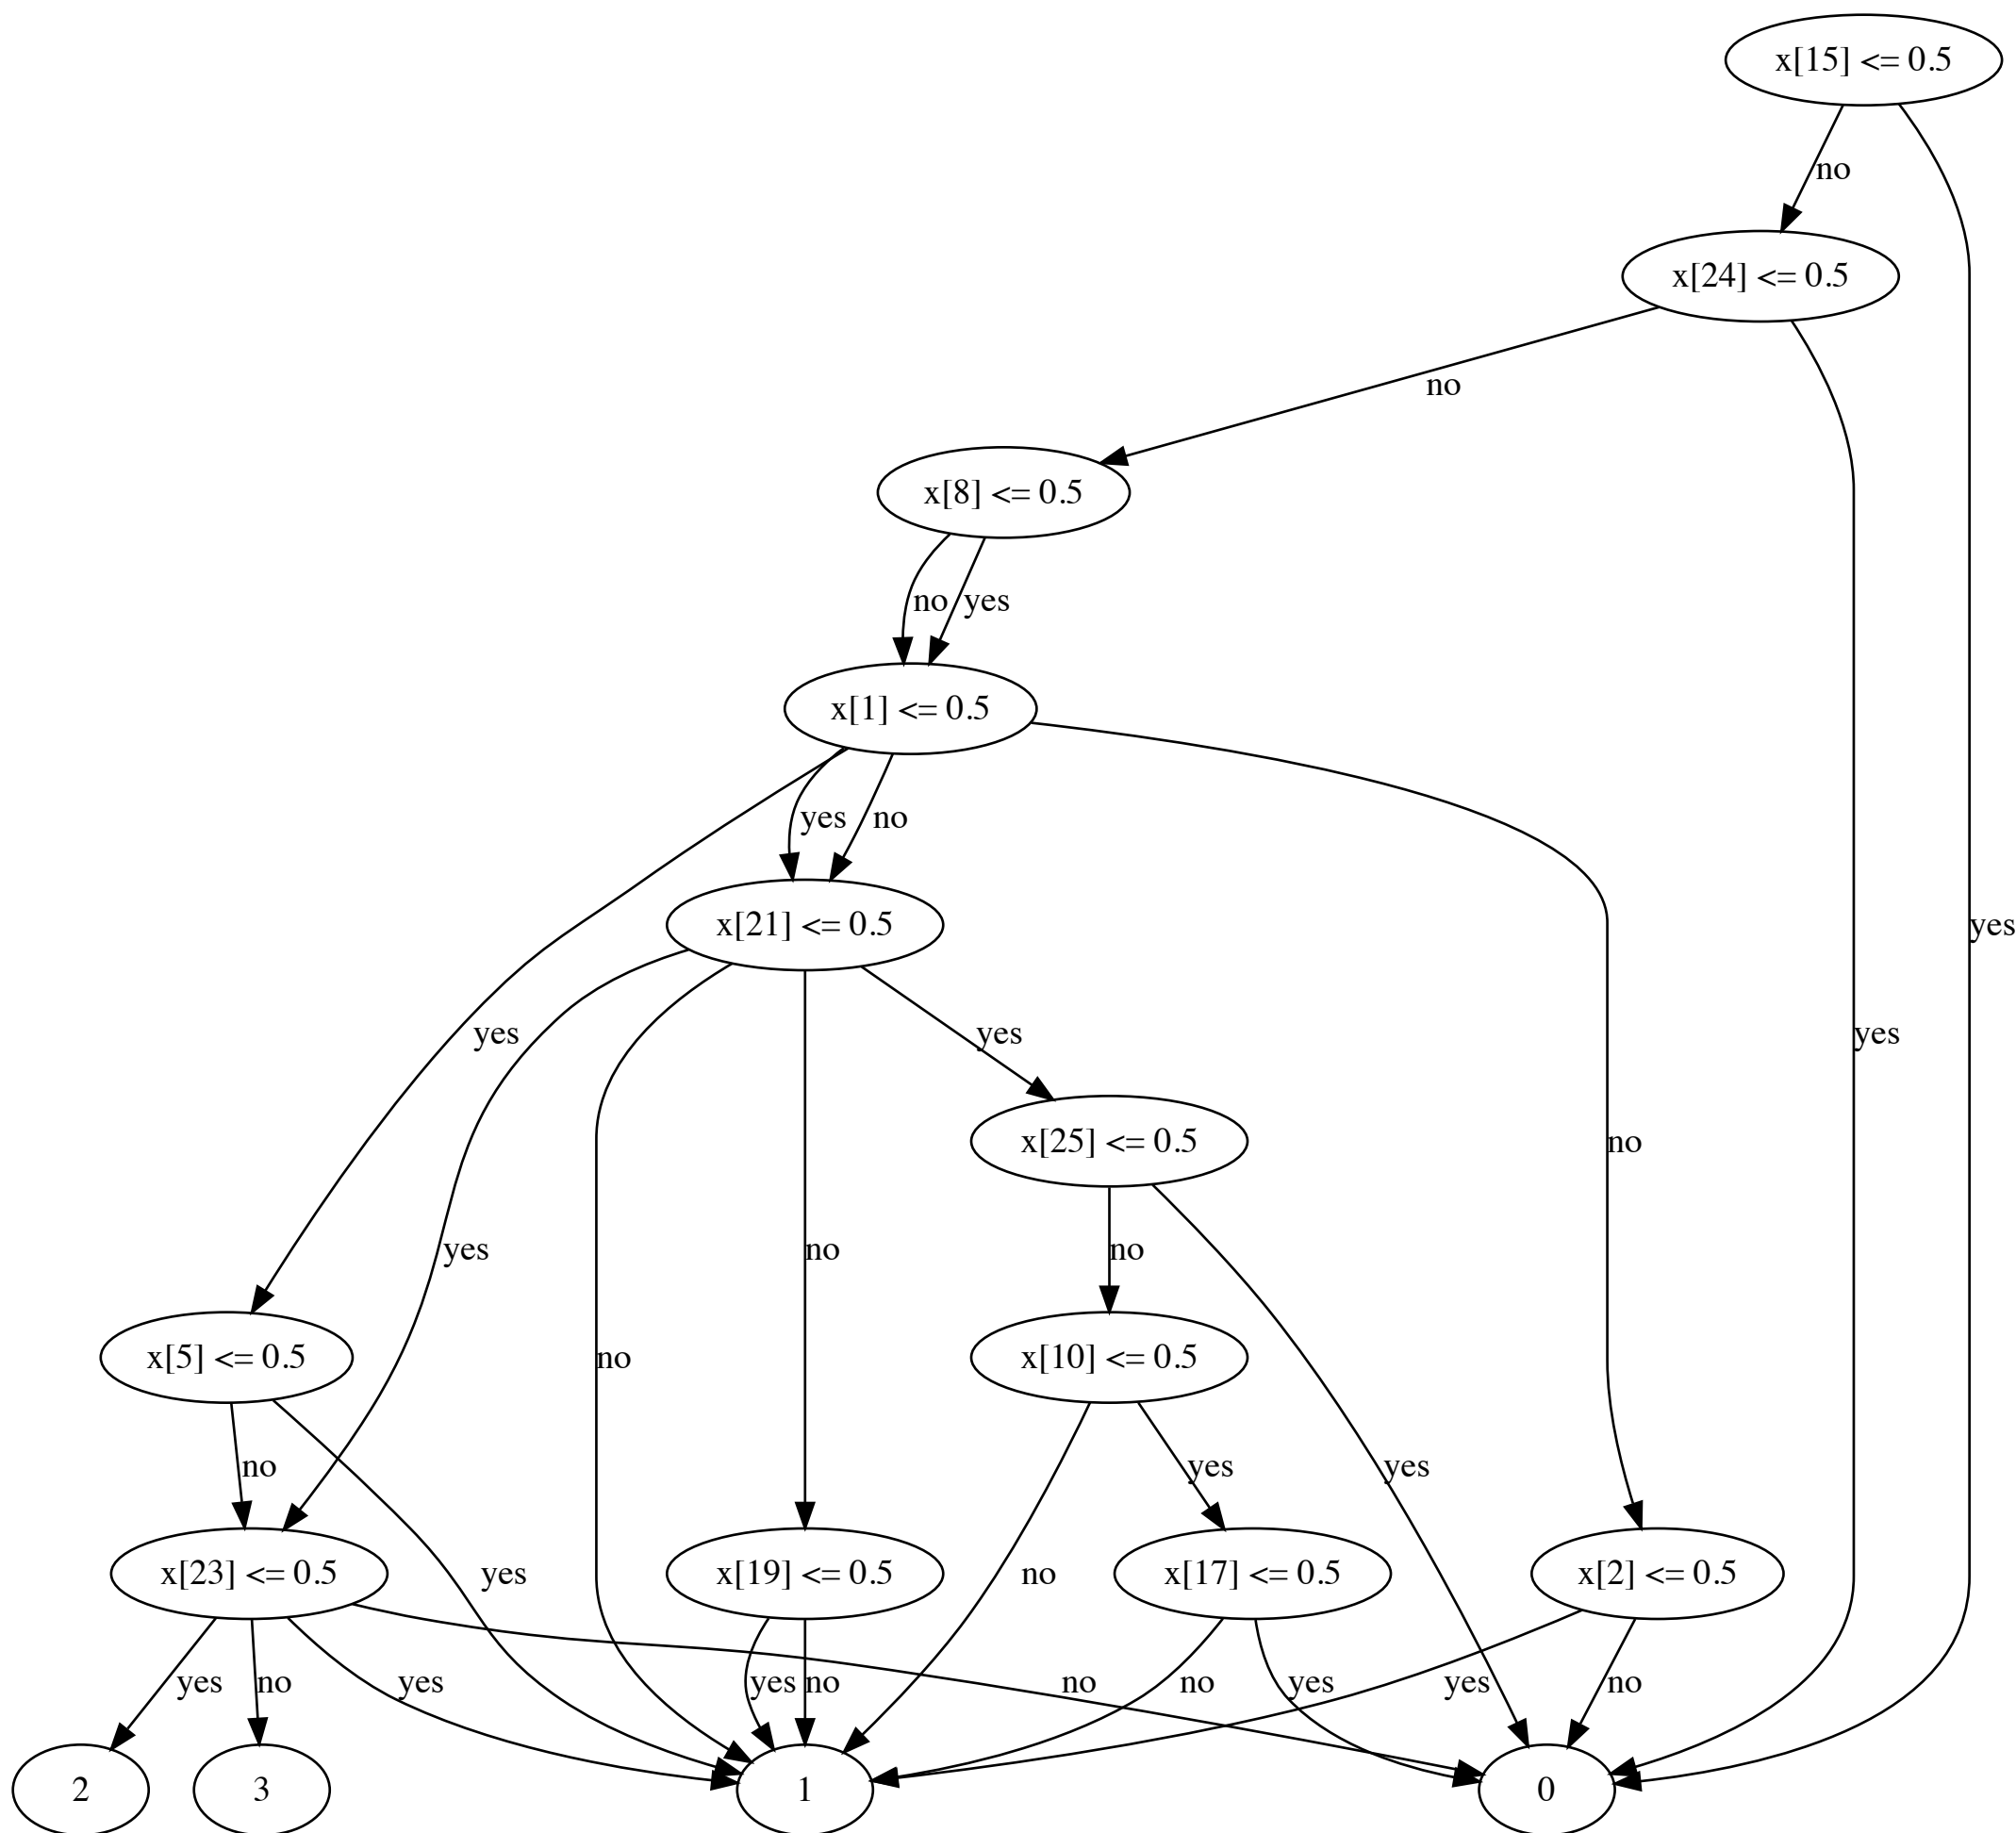 x[15] <= 0.5
no
x[24] <= 0.5
no
x[8] <= 0.5
no
yes
x[1] <= 0.5
yes
no
x[21] <= 0.5
yes
yes
yes
yes
yes
x[25] <= 0.5
no
yes
no
no
x[5] <= 0.5
x[10] <= 0.5
no
no
yes
yes
x[23] <= 0.5
yes
x[19] <= 0.5
no
x[17] <= 0.5
x[2] <= 0.5
yes
no
yes
yes
no
no
no
yes
yes
no
2
3
1
0